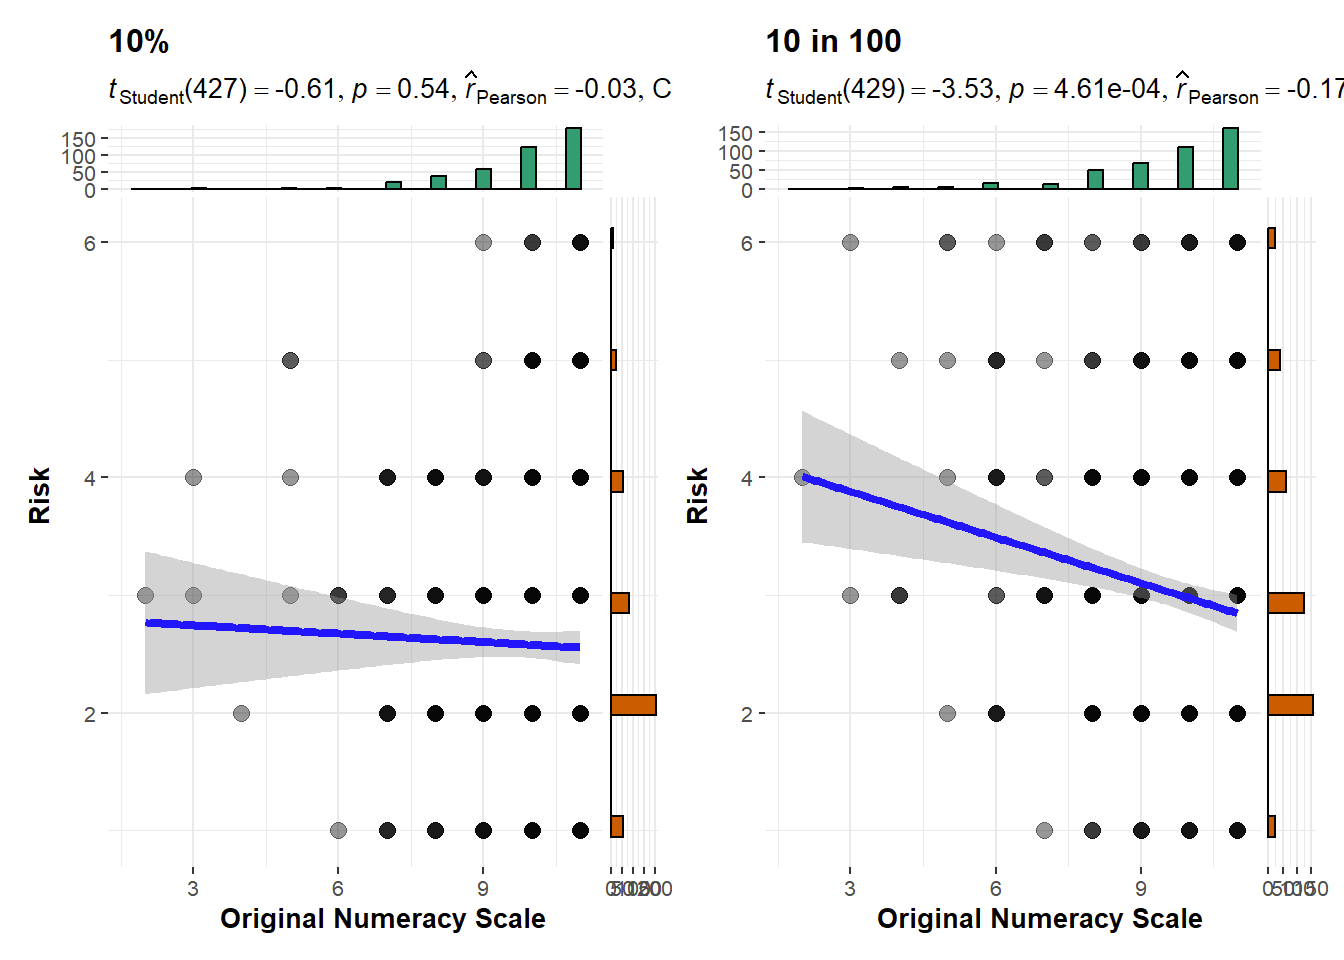 10%
t Student(427) = -0.61, p = 0.54, r̂ Pearson = -0.03, C
150
100
50
0
6
4
2
Risk
3 6 9
Original Numeracy Scale
10 in 100
t Student(429) = -3.53, p = 4.61e-04, r̂ Pearson = -0.17
150
100
50
0
6
4
2
Risk
3 6 9
Original Numeracy Scale